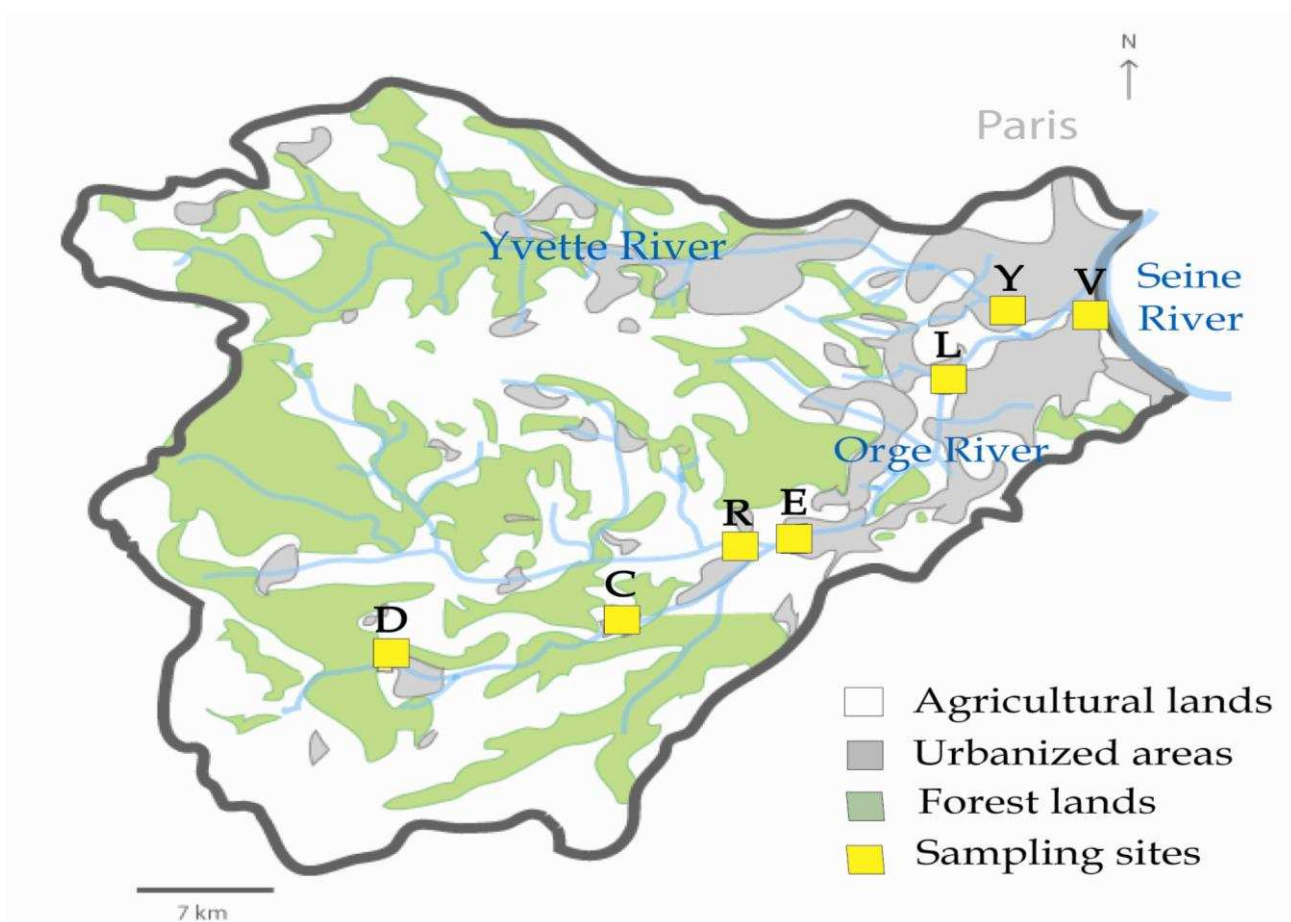 N
Paris
Yvette River
Seine
River
Y
V
L
Orge River
R
E
C
D
Agricultural lands
Urbanized areas
Forest lands
Sampling sites
7 km